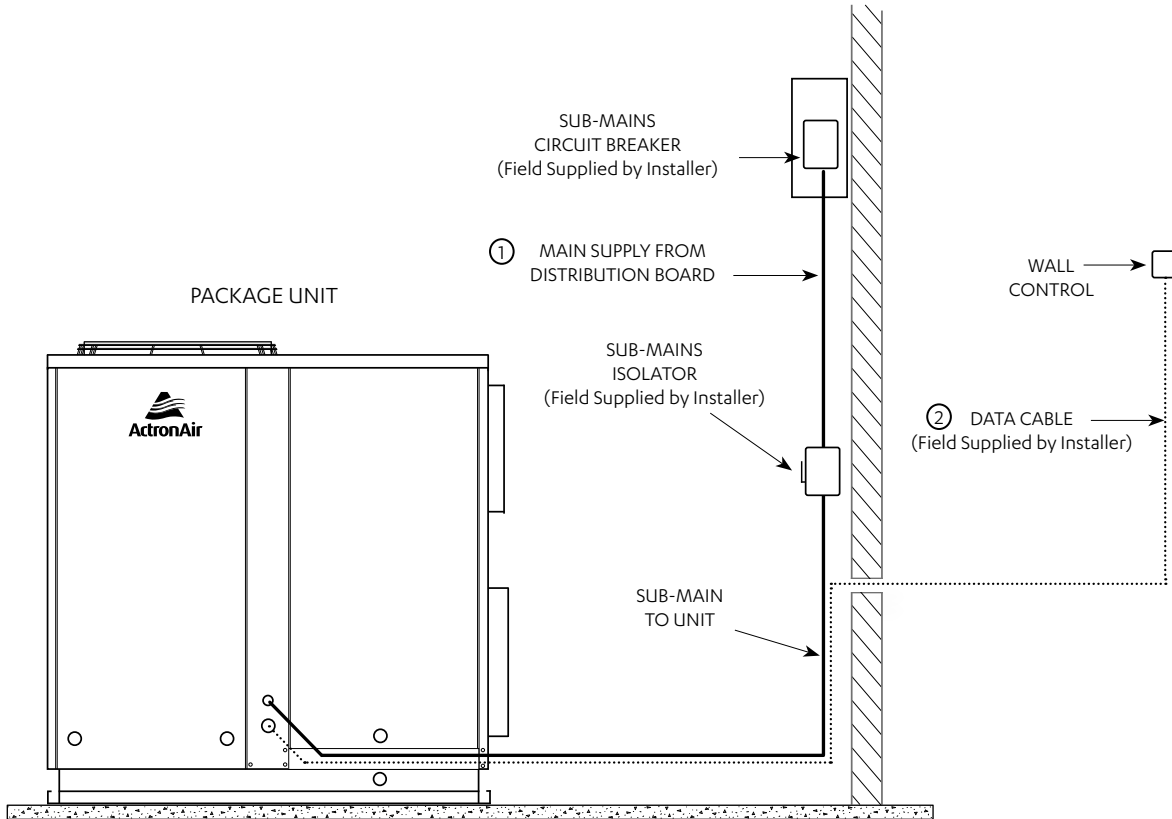 SUB-MAINS
CIRCUIT BREAKER
(Field Supplied by Installer)
1 MAIN SUPPLY FROM
DISTRIBUTION BOARD
WALL
CONTROL
PACKAGE UNIT
SUB-MAINS
ISOLATOR
(Field Supplied by Installer)
ActronAir
2 DATA CABLE
(Field Supplied by Installer)
SUB-MAIN
TO UNIT